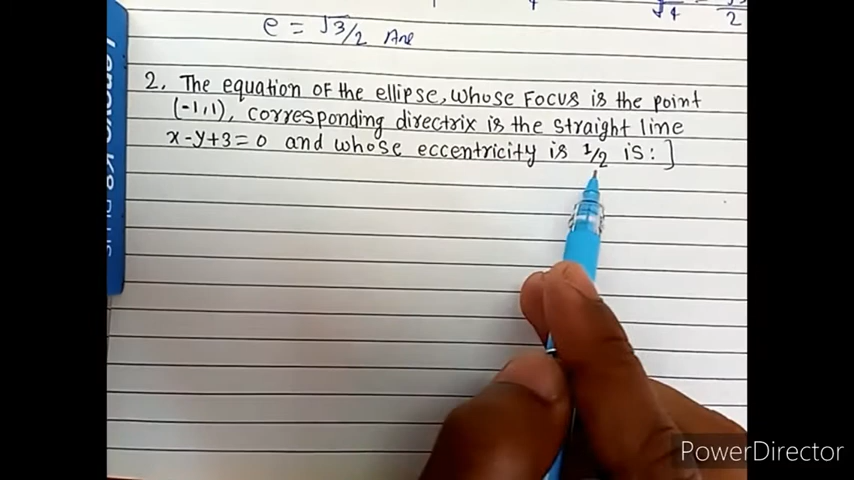 e = √3/2 Ans
2. The equation of the ellipse, whose Focus is the point
(-1,1), corresponding directrix is the straight line
x-y+3=0 and whose eccentricity is 1/2 is:]
PowerDirector